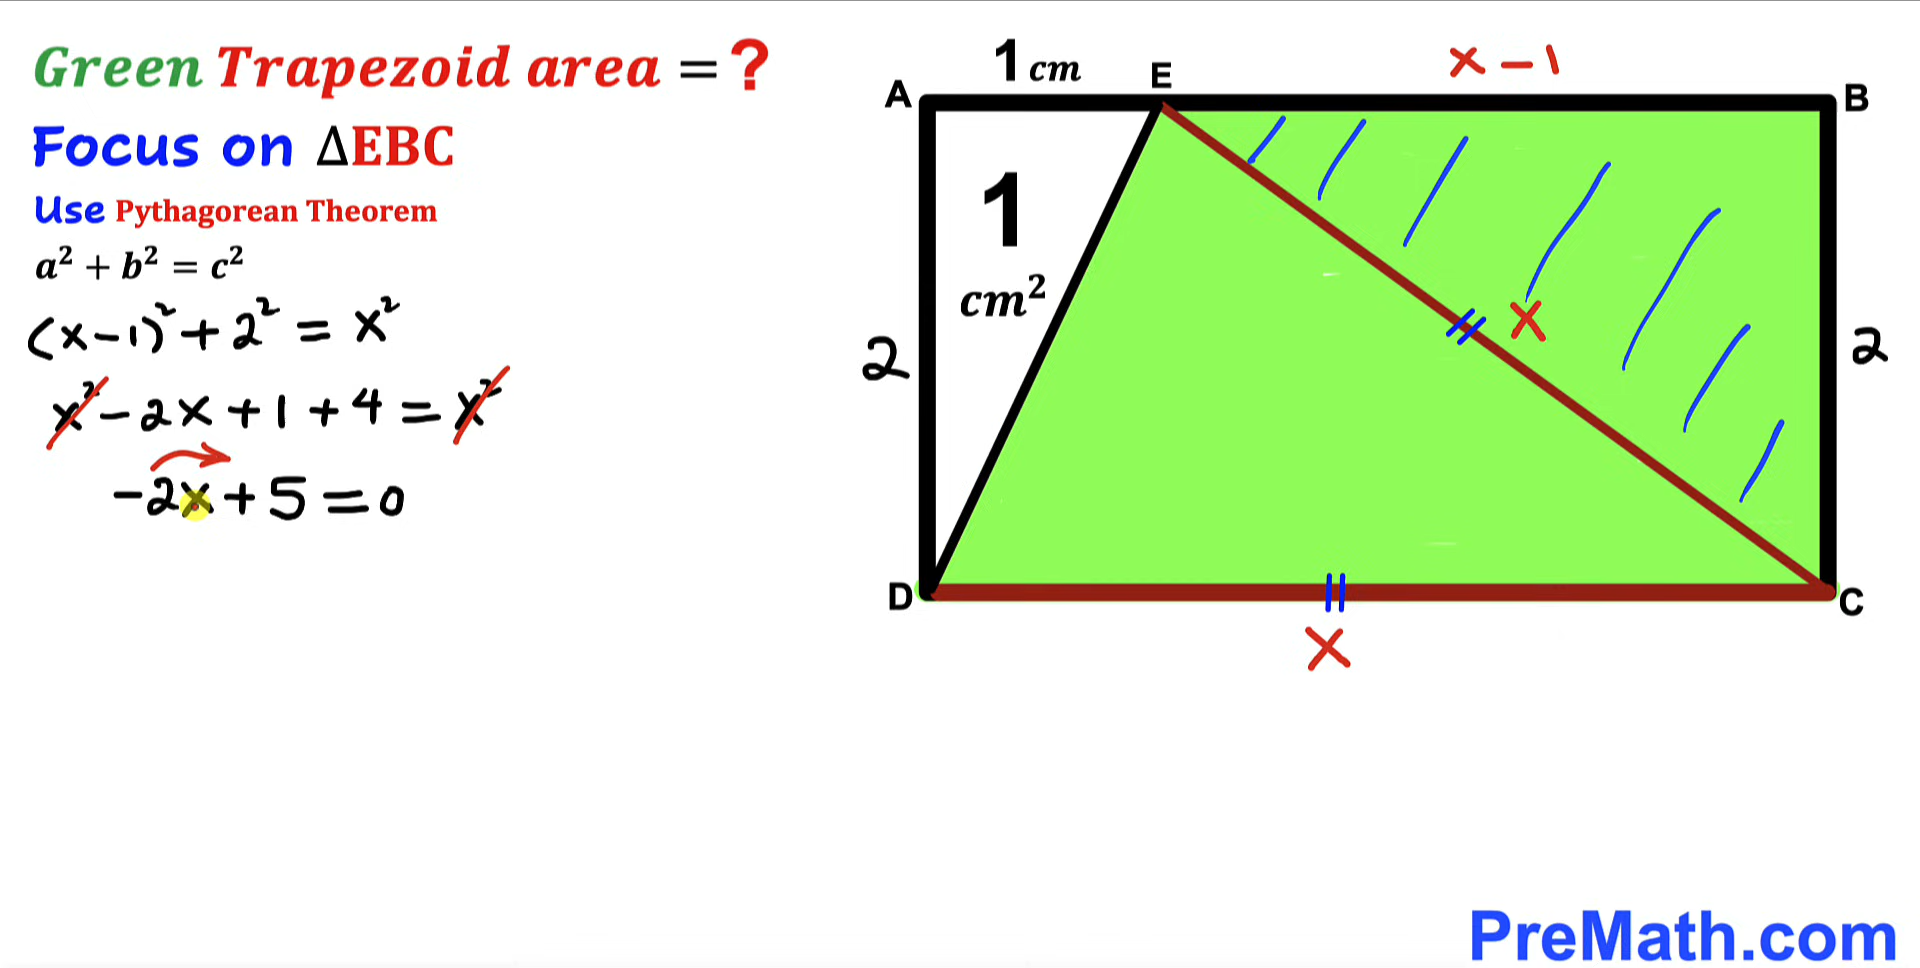 Green Trapezoid area = ?
Focus on ΔEBC
Use Pythagorean Theorem
a² + b² = c²
(x-1)² + 2² = x²
x² - 2x + 1 + 4 = x²
-2x + 5 = 0
1 cm
E
x - 1
A
B
1
cm²
2
x
2
D
C
x
PreMath.com